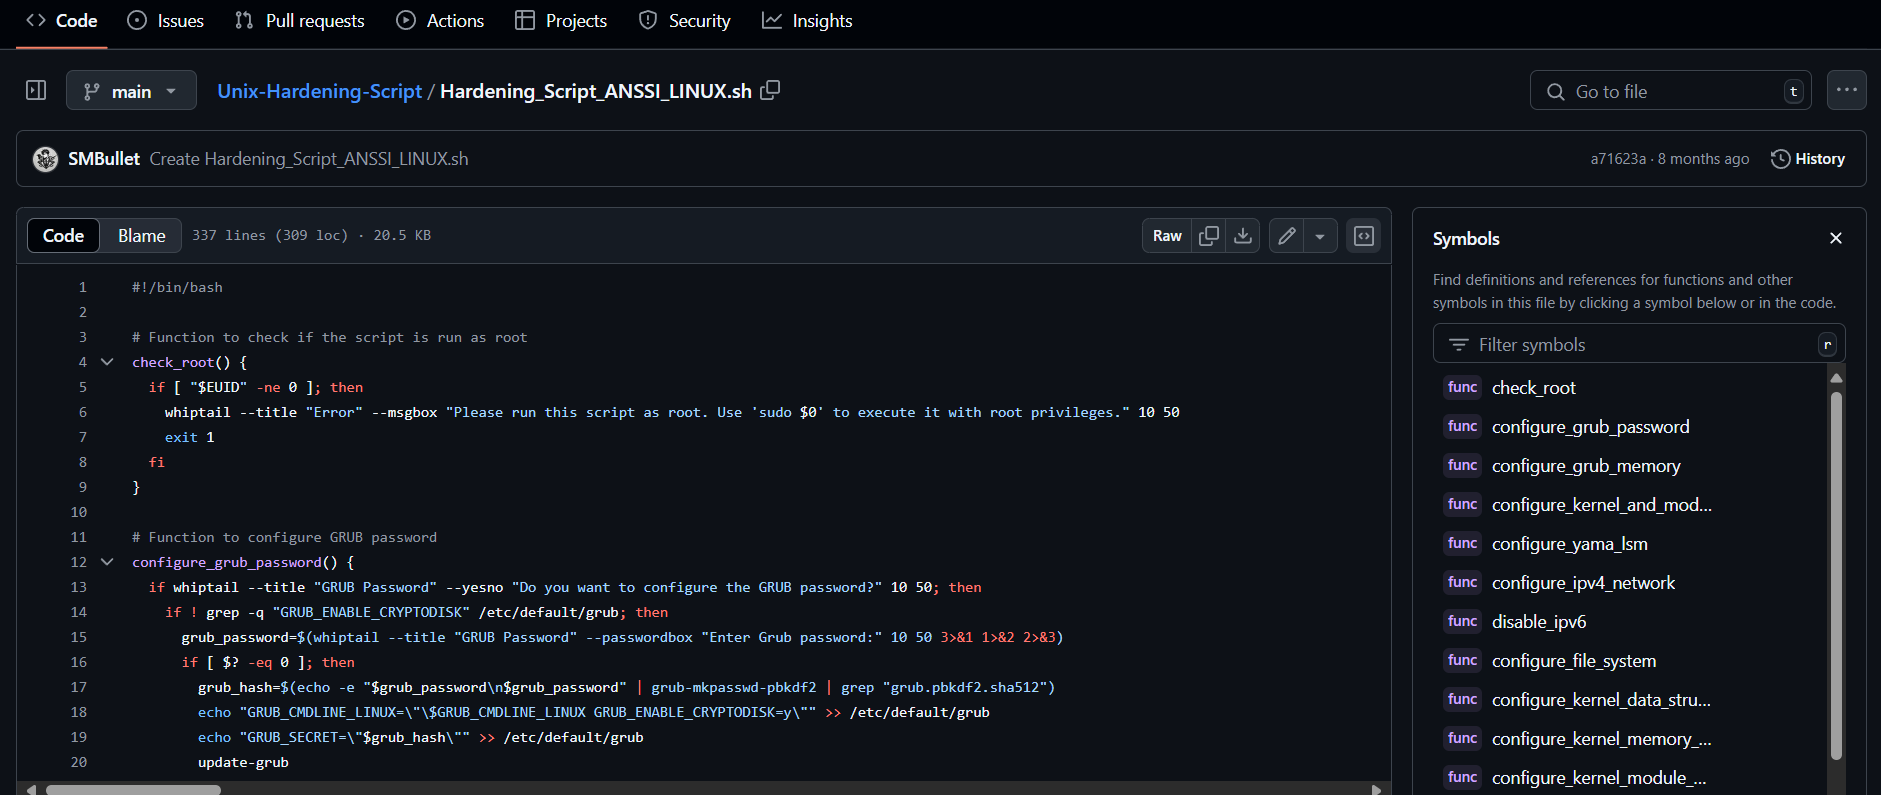 Code Issues Pull requests Actions Projects Security Insights
main Unix-Hardening-Script / Hardening_Script_ANSSI_LINUX.sh Go to file t
SMBullet Create Hardening_Script_ANSSI_LINUX.sh a71623a · 8 months ago History
Code Blame 337 lines (309 loc) · 20.5 KB Raw
1 #!/bin/bash
2
3 # Function to check if the script is run as root
4 check_root() {
5 if [ "$EUID" -ne 0 ]; then
6 whiptail --title "Error" --msgbox "Please run this script as root. Use 'sudo $0' to execute it with root privileges." 10 50
7 exit 1
8 fi
9 }
10
11 # Function to configure GRUB password
12 configure_grub_password() {
13 if whiptail --title "GRUB Password" --yesno "Do you want to configure the GRUB password?" 10 50; then
14 if ! grep -q "GRUB_ENABLE_CRYPTODISK" /etc/default/grub; then
15 grub_password=$(whiptail --title "GRUB Password" --passwordbox "Enter Grub password:" 10 50 3>&1 1>&2 2>&3)
16 if [ $? -eq 0 ]; then
17 grub_hash=$(echo -e "$grub_password\n$grub_password" | grub-mkpasswd-pbkdf2 | grep "grub.pbkdf2.sha512")
18 echo "GRUB_CMDLINE_LINUX=\"\$GRUB_CMDLINE_LINUX GRUB_ENABLE_CRYPTODISK=y\"" >> /etc/default/grub
19 echo "GRUB_SECRET=\"$grub_hash\"" >> /etc/default/grub
20 update-grub
Symbols
Find definitions and references for functions and other
symbols in this file by clicking a symbol below or in the code.
Filter symbols r
func check_root
func configure_grub_password
func configure_grub_memory
func configure_kernel_and_mod...
func configure_yama_lsm
func configure_ipv4_network
func disable_ipv6
func configure_file_system
func configure_kernel_data_stru...
func configure_kernel_memory_...
func configure_kernel_module_...